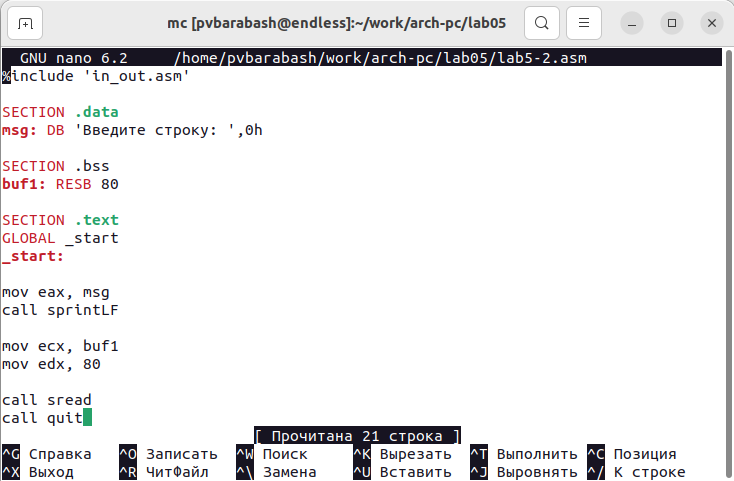 mc [pvbarabash@endless]:~/work/arch-pc/lab05
GNU nano 6.2 /home/pvbarabash/work/arch-pc/lab05/lab5-2.asm
%include 'in_out.asm'
SECTION .data
msg: DB 'Введите строку: ',0h
SECTION .bss
buf1: RESB 80
SECTION .text
GLOBAL _start
_start:
mov eax, msg
call sprintLF
mov ecx, buf1
mov edx, 80
call sread
call quit
[ Прочитана 21 строка ]
^G Справка ^O Записать ^W Поиск ^K Вырезать ^T Выполнить ^C Позиция
^X Выход ^R ЧитФайл ^\ Замена ^U Вставить ^J Выровнять ^/ К строке